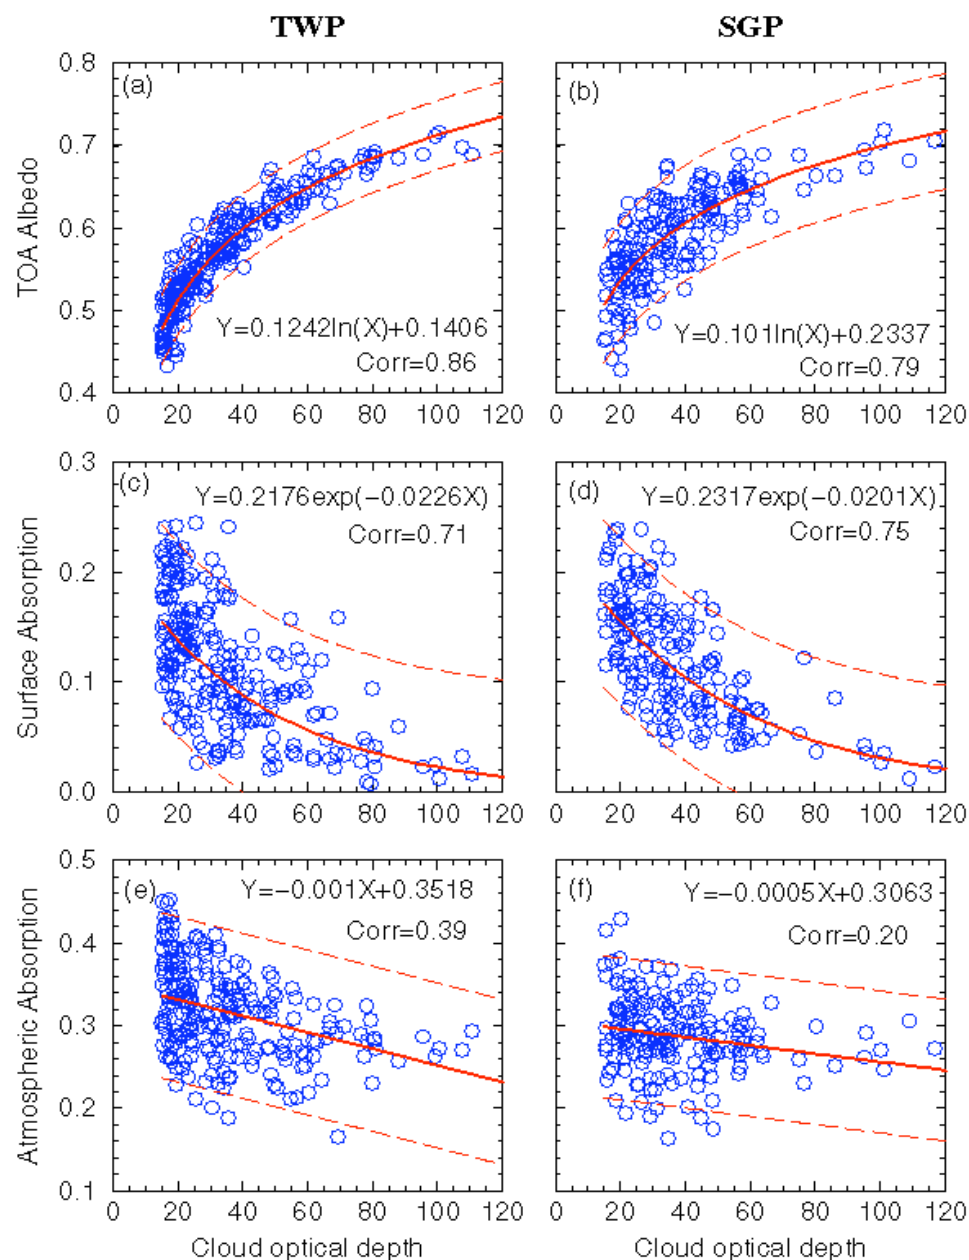 TWP
SGP
TOA Albedo
0.8
0.7
0.6
0.5
0.4
(a)
Y=0.1242ln(X)+0.1406
Corr=0.86
0 20 40 60 80 100 120
(b)
Y=0.101ln(X)+0.2337
Corr=0.79
0 20 40 60 80 100 120
Surface Absorption
0.3
0.2
0.1
0.0
(c)
Y=0.2176exp(−0.0226X)
Corr=0.71
0 20 40 60 80 100 120
(d)
Y=0.2317exp(−0.0201X)
Corr=0.75
0 20 40 60 80 100 120
Atmospheric Absorption
0.5
0.4
0.3
0.2
0.1
(e)
Y=−0.001X+0.3518
Corr=0.39
0 20 40 60 80 100 120
Cloud optical depth
(f)
Y=−0.0005X+0.3063
Corr=0.20
0 20 40 60 80 100 120
Cloud optical depth